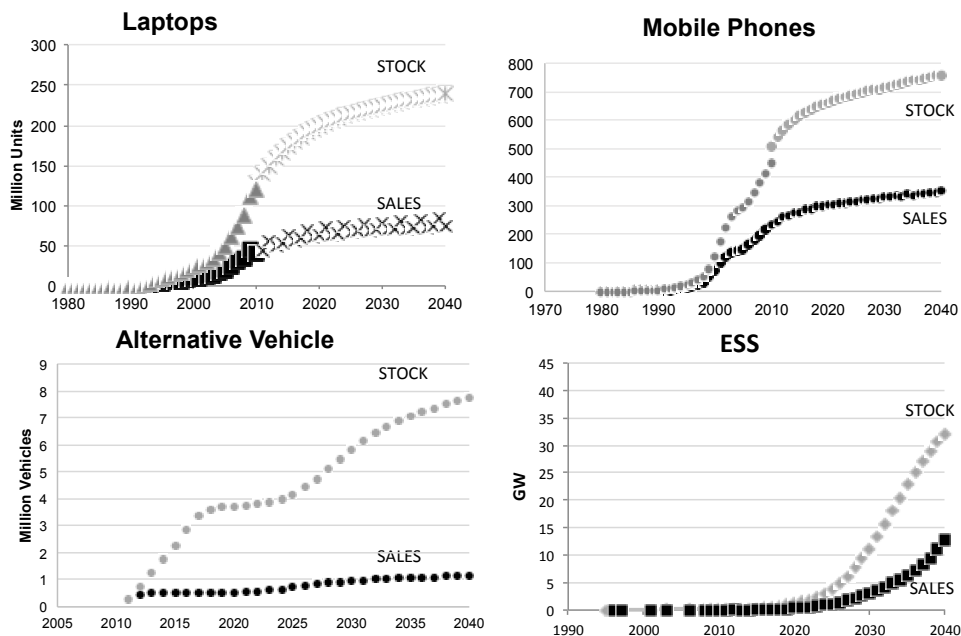 Laptops
Million Units
300
250
200
150
100
50
0
STOCK
SALES
1980 1990 2000 2010 2020 2030 2040
Mobile Phones
800
700
600
500
400
300
200
100
0
STOCK
SALES
1970 1980 1990 2000 2010 2020 2030 2040
Alternative Vehicle
Million Vehicles
9
8
7
6
5
4
3
2
1
0
STOCK
SALES
2005 2010 2015 2020 2025 2030 2035 2040
ESS
GW
45
40
35
30
25
20
15
10
5
0
STOCK
SALES
1990 2000 2010 2020 2030 2040